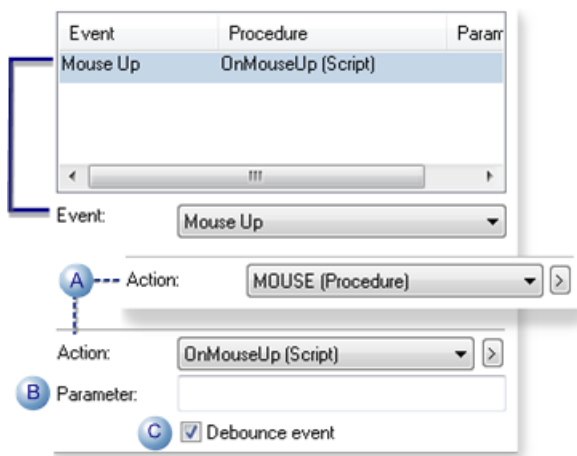 Event Procedure Param
Mouse Up OnMouseUp (Script)
Event: Mouse Up
A Action: MOUSE (Procedure) >
Action: OnMouseUp (Script) >
B Parameter:
C Debounce event